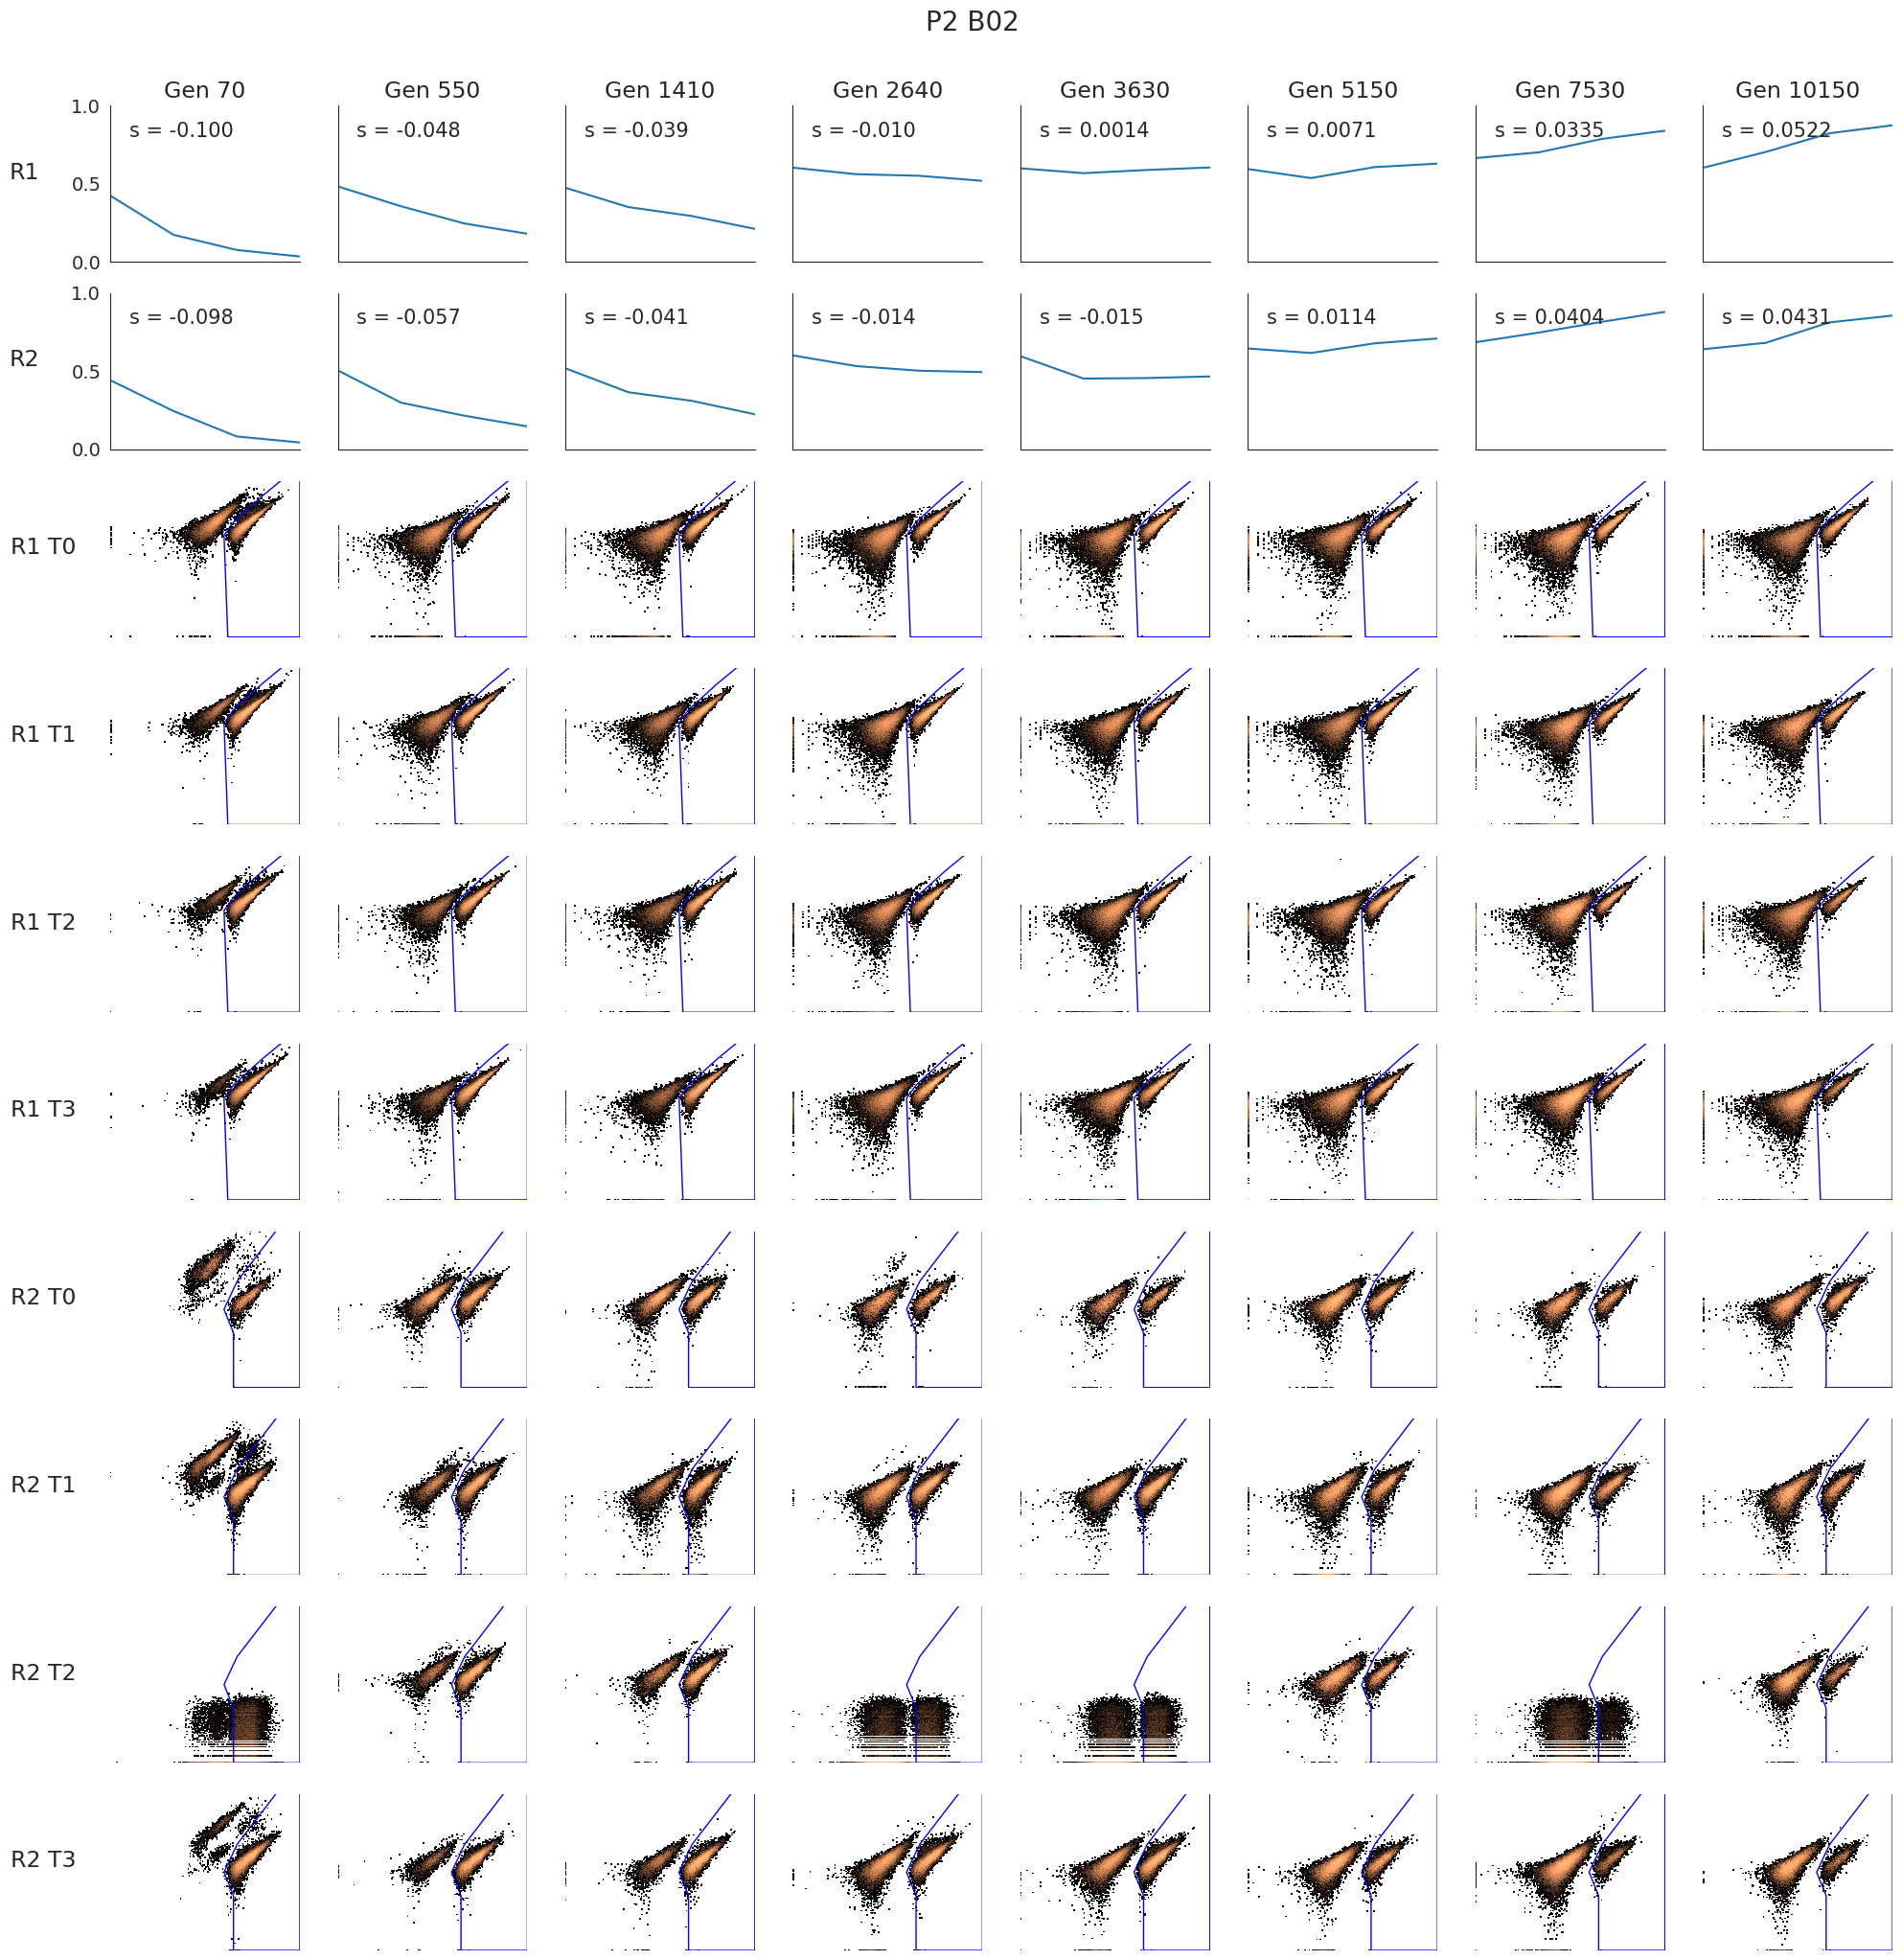 P2 B02
Gen 70 Gen 550 Gen 1410 Gen 2640 Gen 3630 Gen 5150 Gen 7530 Gen 10150
1.0
s = -0.100 s = -0.048 s = -0.039 s = -0.010 s = 0.0014 s = 0.0071 s = 0.0335 s = 0.0522
R1
0.5
0.0
1.0
s = -0.098 s = -0.057 s = -0.041 s = -0.014 s = -0.015 s = 0.0114 s = 0.0404 s = 0.0431
R2
0.5
0.0
R1 T0
R1 T1
R1 T2
R1 T3
R2 T0
R2 T1
R2 T2
R2 T3